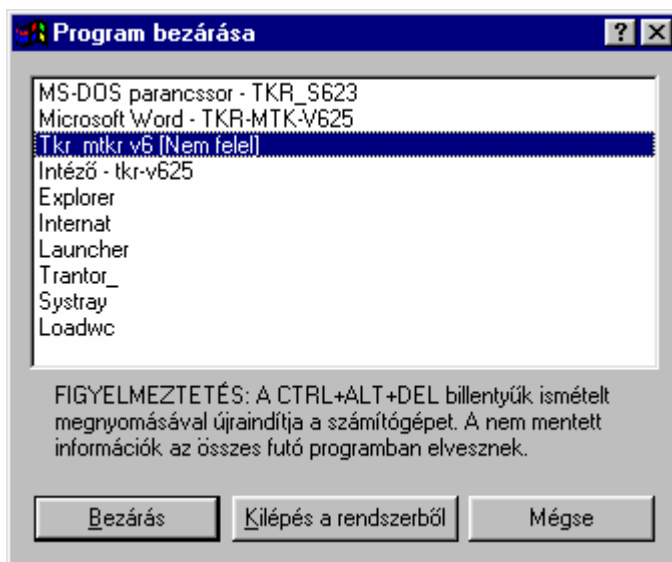 Program bezárása
MS-DOS parancssor - TKR_S623
Microsoft Word - TKR-MTK-V625
Tkr_mtkr v6 [Nem felel]
Intéző - tkr-v625
Explorer
Internat
Launcher
Trantor_
Systray
Loadwc
FIGYELMEZTETÉS: A CTRL+ALT+DEL billentyűk ismételt
megnyomásával újraindítja a számítógépet. A nem mentett
információk az összes futó programban elvesznek.
Bezárás
Kilépés a rendszerből
Mégse